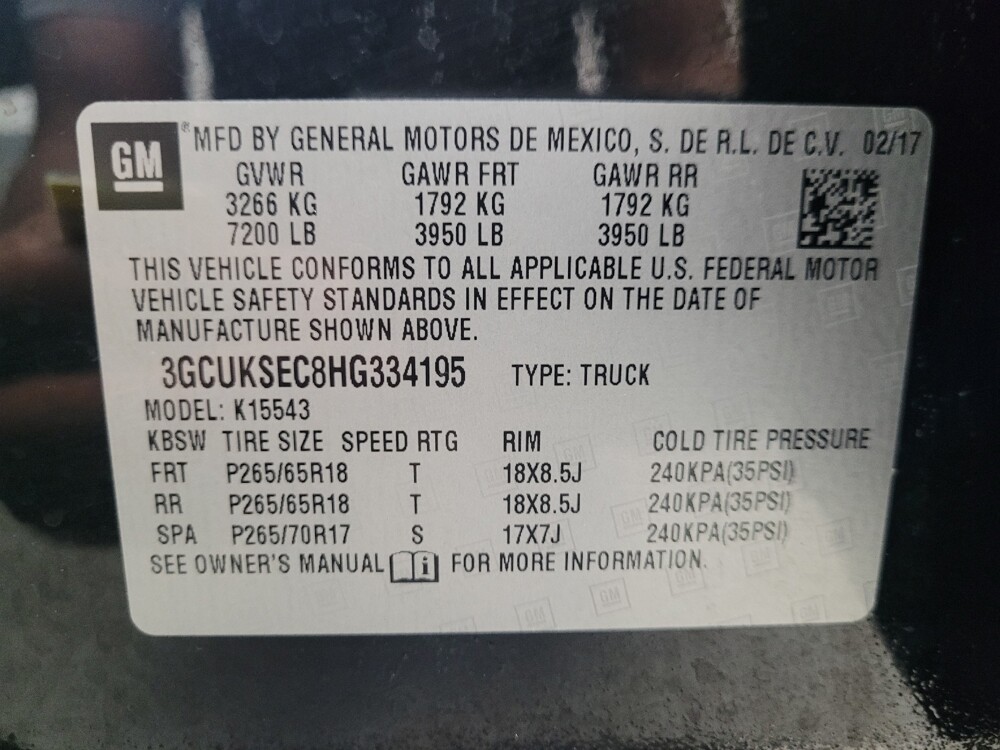 GM ® MFD BY GENERAL MOTORS DE MEXICO, S. DE R.L. DE C.V. 02/17
GVWR GAWR FRT GAWR RR
3266 KG 1792 KG 1792 KG
7200 LB 3950 LB 3950 LB
THIS VEHICLE CONFORMS TO ALL APPLICABLE U.S. FEDERAL MOTOR
VEHICLE SAFETY STANDARDS IN EFFECT ON THE DATE OF
MANUFACTURE SHOWN ABOVE.
3GCUKSEC8HG334195 TYPE: TRUCK
MODEL: K15543
KBSW TIRE SIZE SPEED RTG RIM COLD TIRE PRESSURE
FRT P265/65R18 T 18X8.5J 240KPA(35PSI)
RR P265/65R18 T 18X8.5J 240KPA(35PSI)
SPA P265/70R17 S 17X7J 240KPA(35PSI)
SEE OWNER'S MANUAL i FOR MORE INFORMATION.